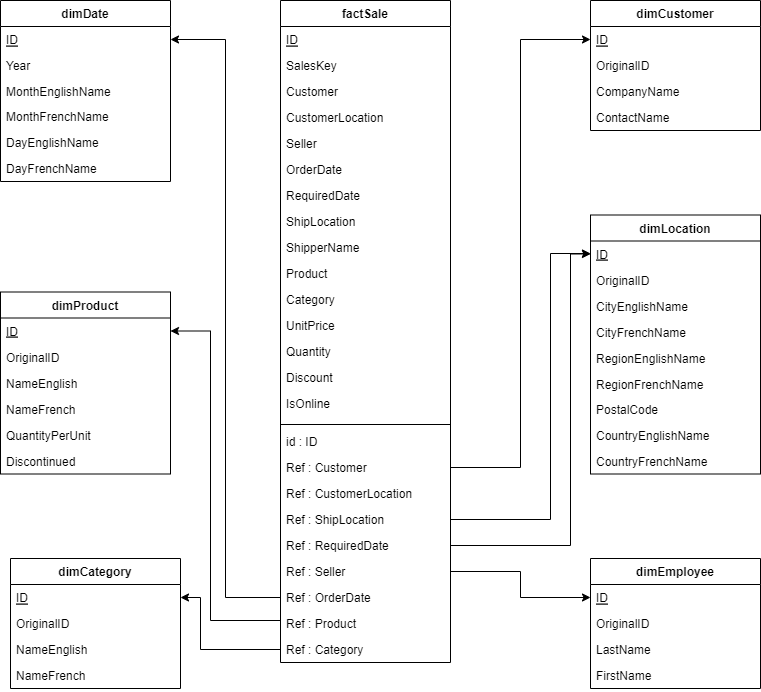 dimDate
ID
Year
MonthEnglishName
MonthFrenchName
DayEnglishName
DayFrenchName
dimProduct
ID
OriginalID
NameEnglish
NameFrench
QuantityPerUnit
Discontinued
dimCategory
ID
OriginalID
NameEnglish
NameFrench
factSale
ID
SalesKey
Customer
CustomerLocation
Seller
OrderDate
RequiredDate
ShipLocation
ShipperName
Product
Category
UnitPrice
Quantity
Discount
IsOnline
id : ID
Ref : Customer
Ref : CustomerLocation
Ref : ShipLocation
Ref : RequiredDate
Ref : Seller
Ref : OrderDate
Ref : Product
Ref : Category
dimCustomer
ID
OriginalID
CompanyName
ContactName
dimLocation
ID
OriginalID
CityEnglishName
CityFrenchName
RegionEnglishName
RegionFrenchName
PostalCode
CountryEnglishName
CountryFrenchName
dimEmployee
ID
OriginalID
LastName
FirstName